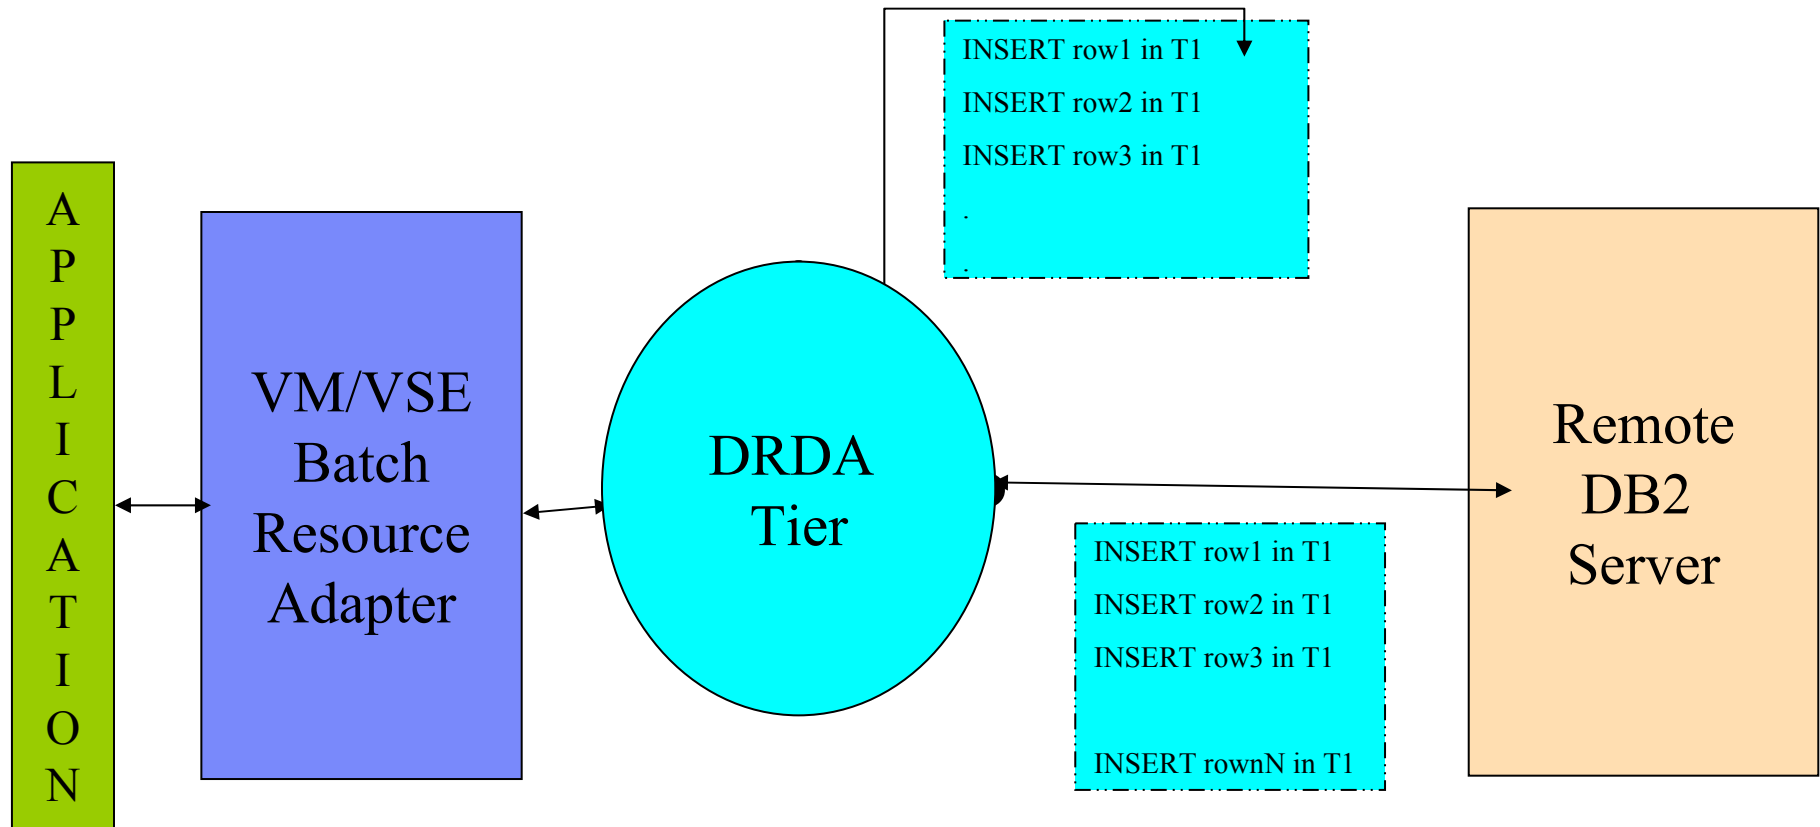 APPLICATION
VM/VSE
Batch
Resource
Adapter
DRDA
Tier
INSERT row1 in T1
INSERT row2 in T1
INSERT row3 in T1
.
.
INSERT row1 in T1
INSERT row2 in T1
INSERT row3 in T1
INSERT rownN in T1
Remote
DB2
Server